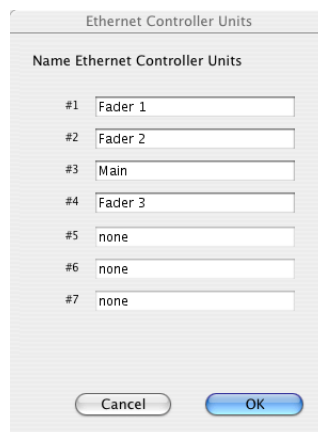 Ethernet Controller Units
Name Ethernet Controller Units
#1 Fader 1
#2 Fader 2
#3 Main
#4 Fader 3
#5 none
#6 none
#7 none
Cancel OK